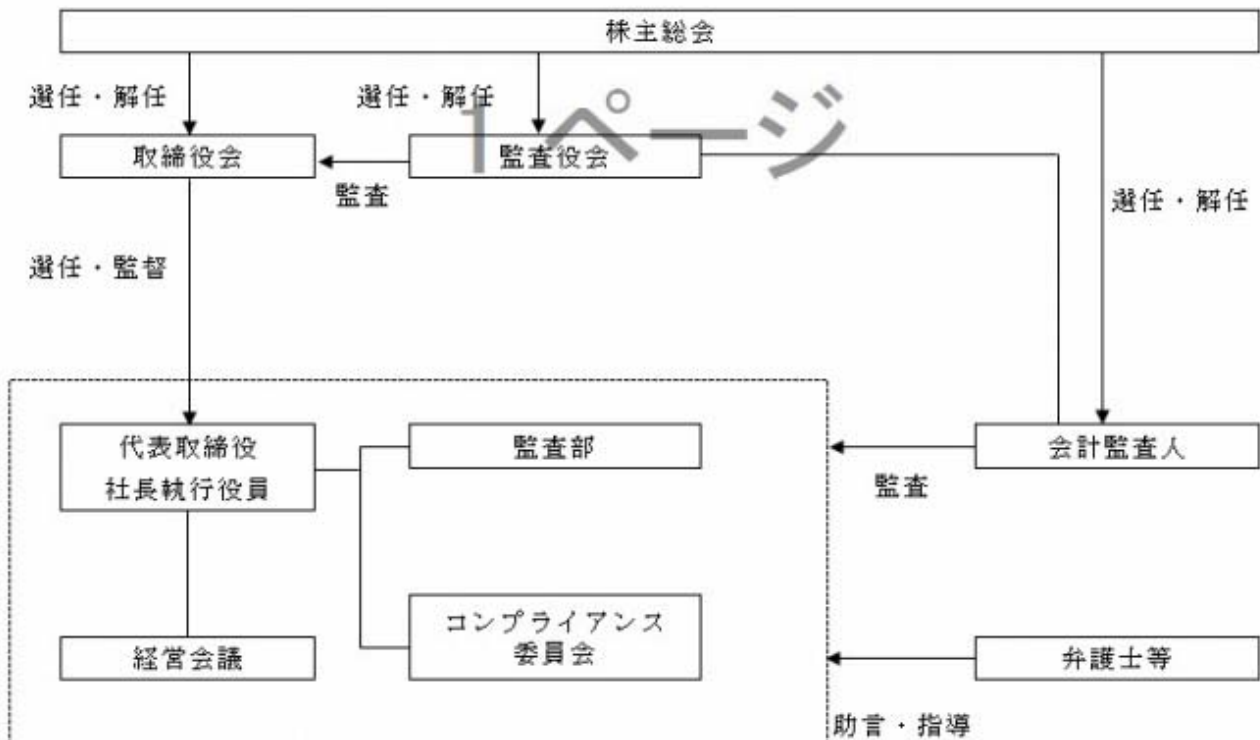 株主総会
選任・解任
選任・解任
1 ページ
取締役会
監査役会
監査
選任・解任
選任・監督
代表取締役
社長執行役員
監査部
会計監査人
監査
コンプライアンス
委員会
経営会議
弁護士等
助言・指導